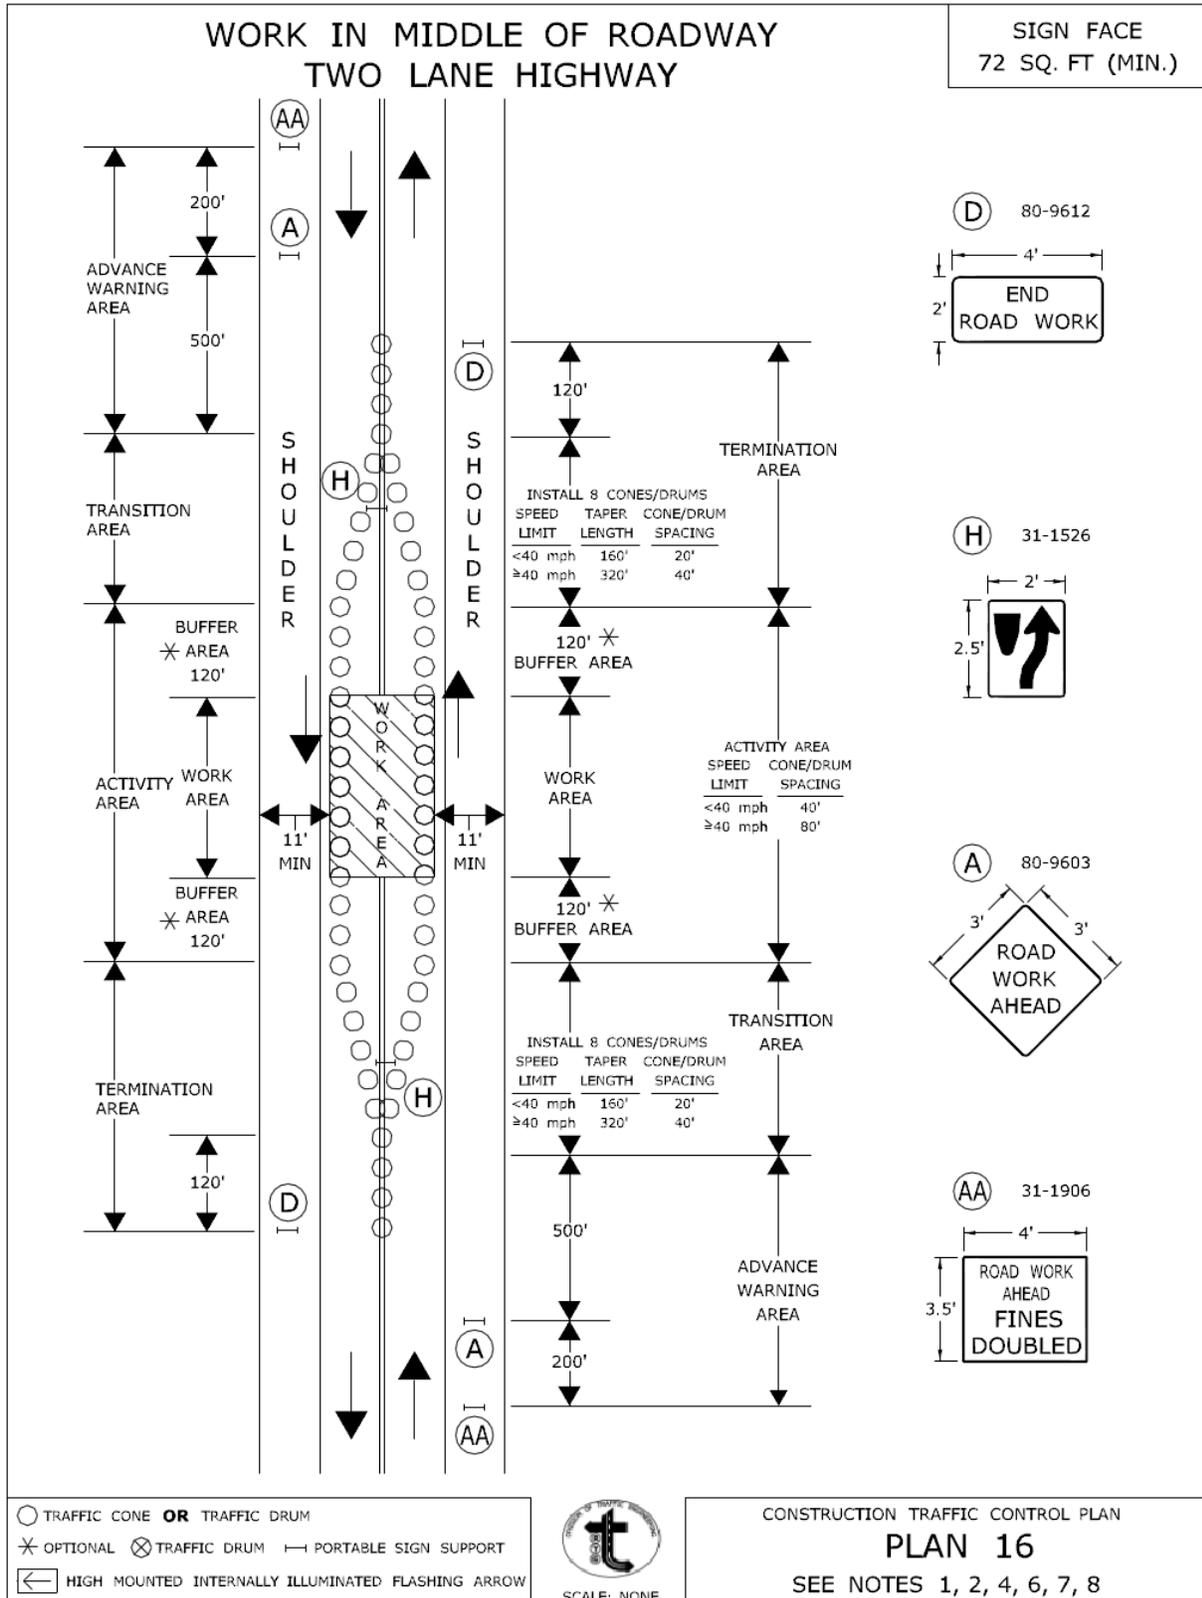 WORK IN MIDDLE OF ROADWAY
TWO LANE HIGHWAY
SIGN FACE
72 SQ. FT (MIN.)
AA
200'
A
ADVANCE
WARNING
AREA
500'
D
120'
TERMINATION
AREA
SHOULDER
SHOULDER
H
TRANSITION
AREA
INSTALL 8 CONES/DRUMS
SPEED TAPER CONE/DRUM
LIMIT LENGTH SPACING
<40 mph 160' 20'
≥40 mph 320' 40'
BUFFER
* AREA
120'
120' *
BUFFER AREA
WORK AREA
ACTIVITY
AREA
WORK
AREA
WORK
AREA
ACTIVITY AREA
SPEED CONE/DRUM
LIMIT SPACING
<40 mph 40'
≥40 mph 80'
11'
MIN
11'
MIN
BUFFER
* AREA
120'
120' *
BUFFER AREA
TRANSITION
AREA
INSTALL 8 CONES/DRUMS
SPEED TAPER CONE/DRUM
LIMIT LENGTH SPACING
<40 mph 160' 20'
≥40 mph 320' 40'
TERMINATION
AREA
H
120'
D
500'
ADVANCE
WARNING
AREA
A
200'
AA
D 80-9612
4'
2'
END
ROAD WORK
H 31-1526
2'
2.5'
A 80-9603
3'
3'
ROAD
WORK
AHEAD
AA 31-1906
4'
3.5'
ROAD WORK
AHEAD
FINES
DOUBLED
TRAFFIC CONE OR TRAFFIC DRUM
* OPTIONAL TRAFFIC DRUM PORTABLE SIGN SUPPORT
HIGH MOUNTED INTERNALLY ILLUMINATED FLASHING ARROW
DIVISION OF TRAFFIC ENGINEERING
SCALE: NONE
CONSTRUCTION TRAFFIC CONTROL PLAN
PLAN 16
SEE NOTES 1, 2, 4, 6, 7, 8